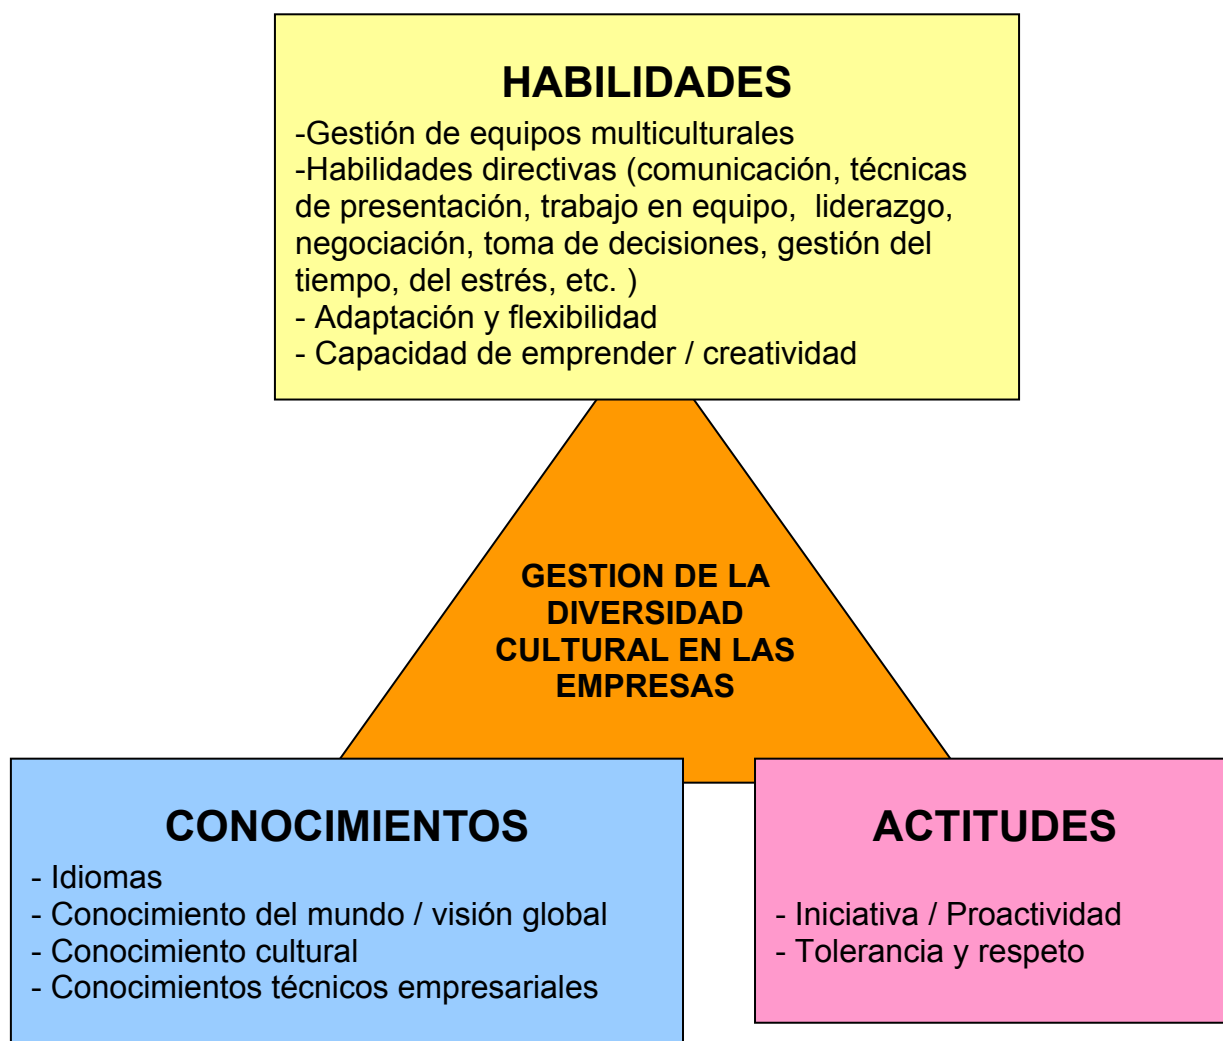 HABILIDADES
-Gestión de equipos multiculturales
-Habilidades directivas (comunicación, técnicas
de presentación, trabajo en equipo,  liderazgo,
negociación, toma de decisiones, gestión del
tiempo, del estrés, etc. )
- Adaptación y flexibilidad
- Capacidad de emprender / creatividad
GESTION DE LA
DIVERSIDAD
CULTURAL EN LAS
EMPRESAS
CONOCIMIENTOS
- Idiomas
- Conocimiento del mundo / visión global
- Conocimiento cultural
- Conocimientos técnicos empresariales
ACTITUDES
- Iniciativa / Proactividad
- Tolerancia y respeto